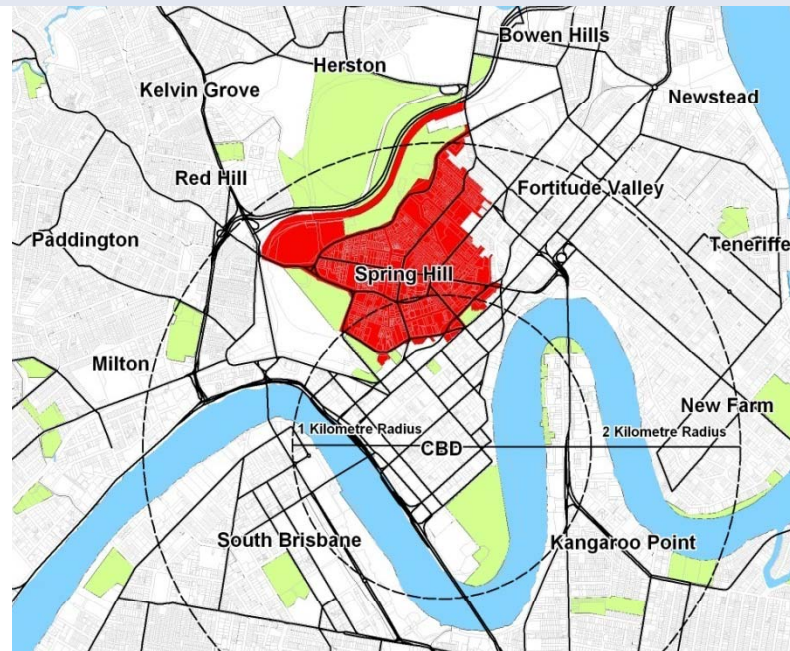 Bowen Hills
Herston
Kelvin Grove
Newstead
Red Hill
Fortitude Valley
Paddington
Teneriffe
Spring Hill
Milton
New Farm
1 Kilometre Radius
2 Kilometre Radius
CBD
South Brisbane
Kangaroo Point